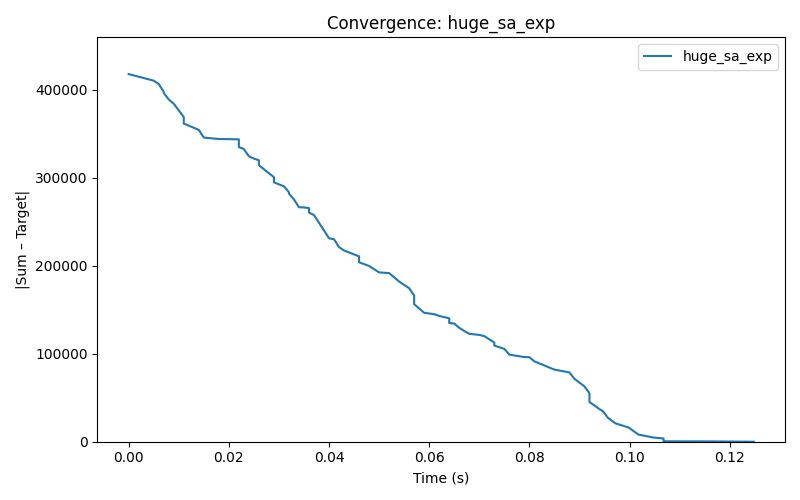 Convergence: huge_sa_exp
huge_sa_exp
|Sum – Target|
400000
300000
200000
100000
0
0.00 0.02 0.04 0.06 0.08 0.10 0.12
Time (s)